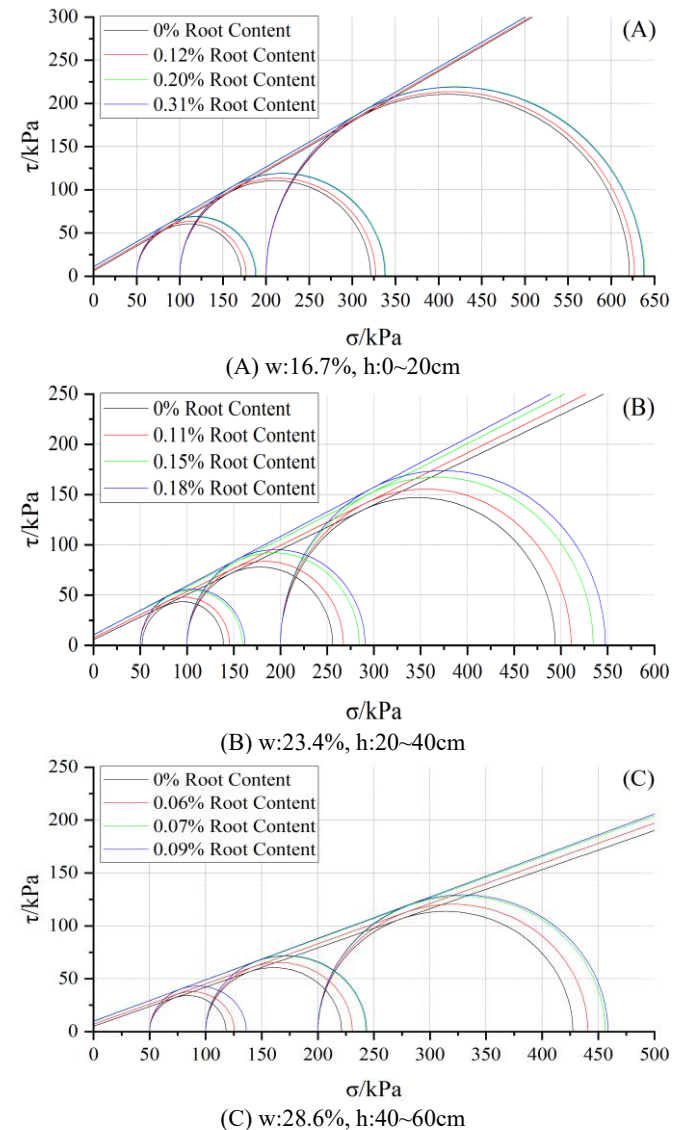 300
250
200
150
100
50
0
τ/kPa
0% Root Content
0.12% Root Content
0.20% Root Content
0.31% Root Content
(A)
0 50 100 150 200 250 300 350 400 450 500 550 600 650
σ/kPa
(A) w:16.7%, h:0~20cm
250
200
150
100
50
0
τ/kPa
0% Root Content
0.11% Root Content
0.15% Root Content
0.18% Root Content
(B)
0 50 100 150 200 250 300 350 400 450 500 550 600
σ/kPa
(B) w:23.4%, h:20~40cm
250
200
150
100
50
0
τ/kPa
0% Root Content
0.06% Root Content
0.07% Root Content
0.09% Root Content
(C)
0 50 100 150 200 250 300 350 400 450 500
σ/kPa
(C) w:28.6%, h:40~60cm